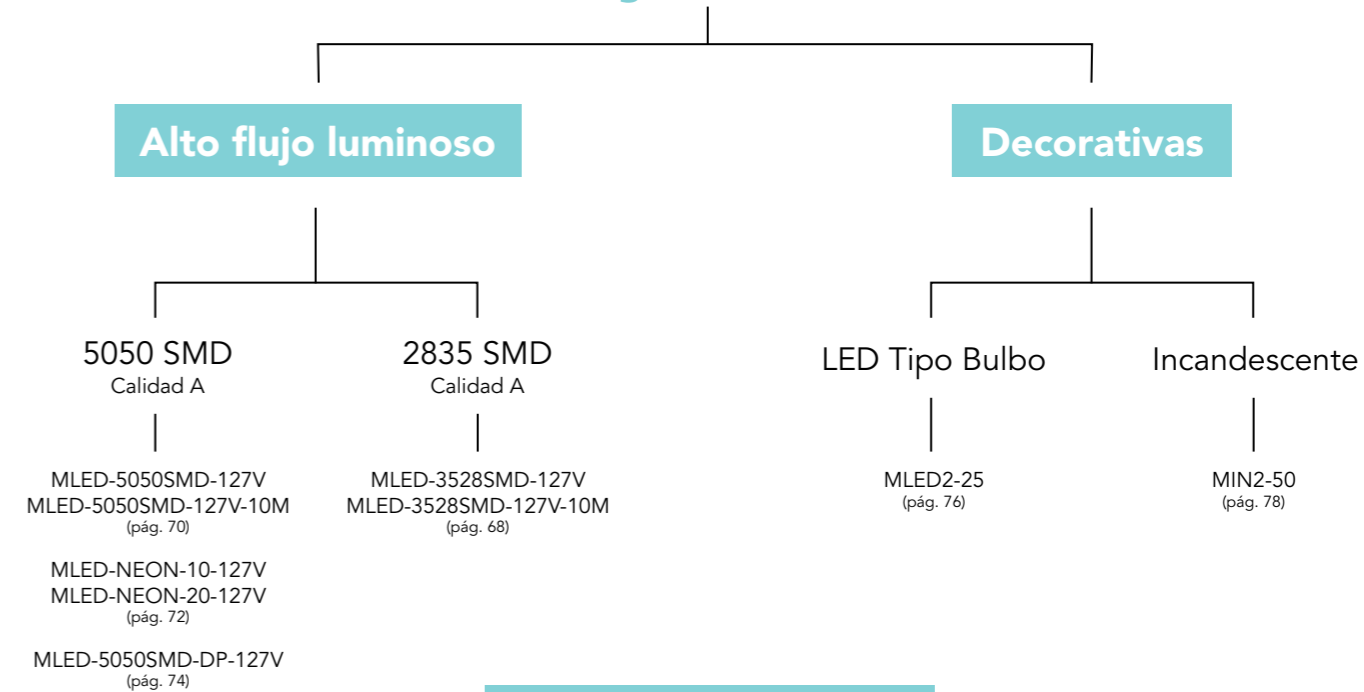 Alto flujo luminoso
Decorativas
5050 SMD
Calidad A
2835 SMD
Calidad A
LED Tipo Bulbo
Incandescente
MLED-5050SMD-127V
MLED-5050SMD-127V-10M
(pág. 70)
MLED-NEON-10-127V
MLED-NEON-20-127V
(pág. 72)
MLED-5050SMD-DP-127V
(pág. 74)
MLED-3528SMD-127V
MLED-3528SMD-127V-10M
(pág. 68)
MLED2-25
(pág. 76)
MIN2-50
(pág. 78)